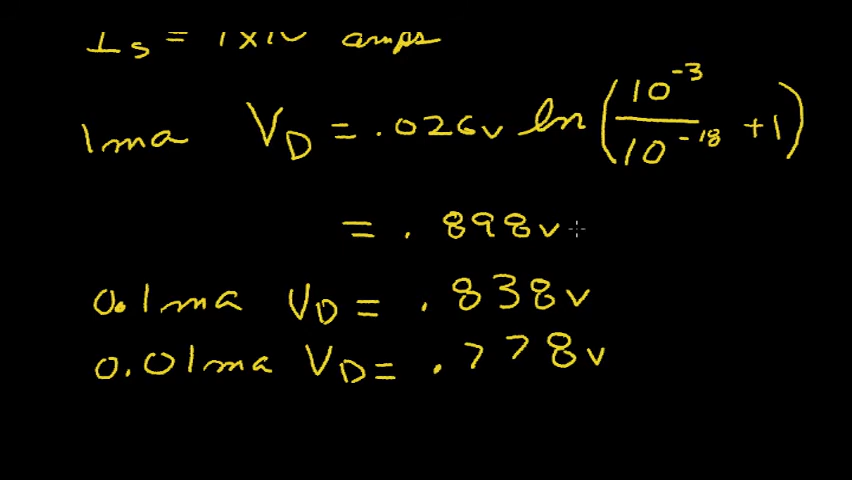 Is = 1x10 amps
1ma VD = .026v ln(10^-3/10^-18 +1)
= .898v
0.1ma VD = .838v
0.01ma VD = .778v